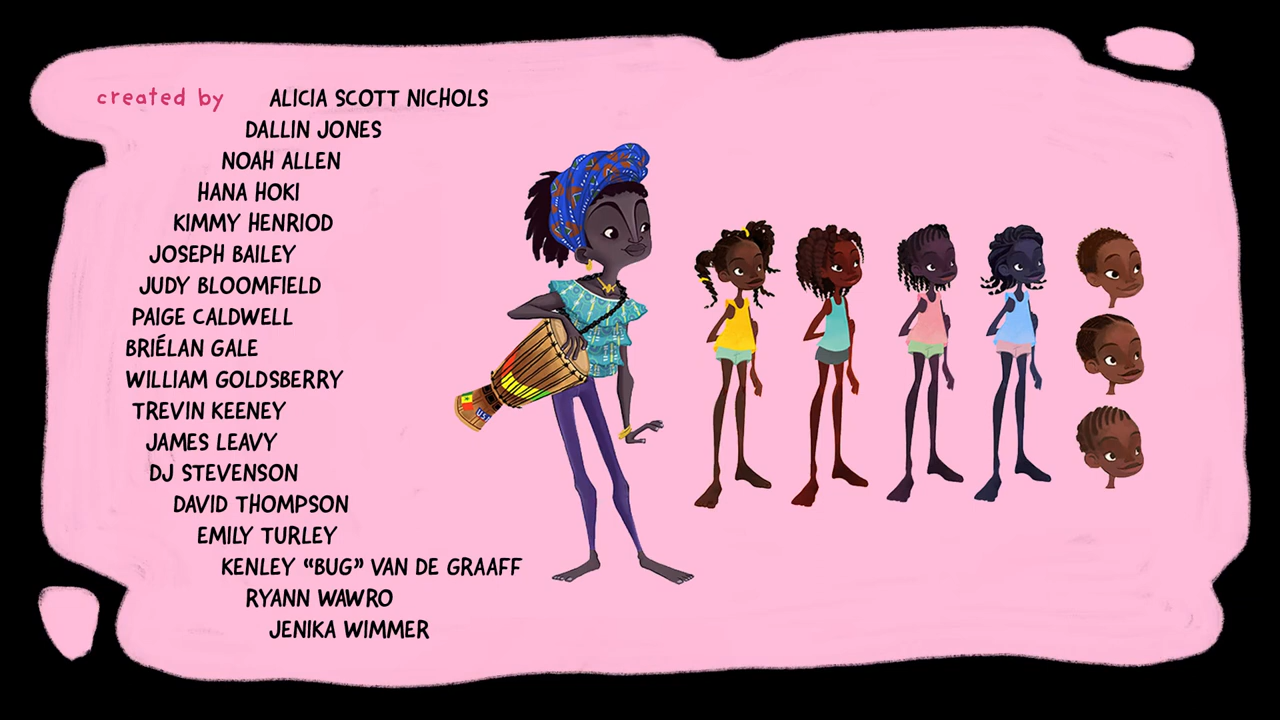 created by ALICIA SCOTT NICHOLS
DALLIN JONES
NOAH ALLEN
HANA HOKI
KIMMY HENRIOD
JOSEPH BAILEY
JUDY BLOOMFIELD
PAIGE CALDWELL
BRIÉLAN GALE
WILLIAM GOLDSBERRY
TREVIN KEENEY
JAMES LEAVY
DJ STEVENSON
DAVID THOMPSON
EMILY TURLEY
KENLEY “BUG” VAN DE GRAAFF
RYANN WAWRO
JENIKA WIMMER